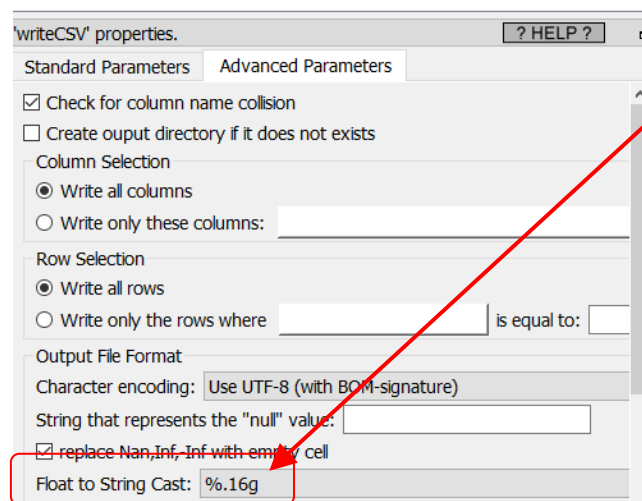 'writeCSV' properties. ? HELP ?
Standard Parameters Advanced Parameters
Check for column name collision
Create ouput directory if it does not exists
Column Selection
Write all columns
Write only these columns:
Row Selection
Write all rows
Write only the rows where is equal to:
Output File Format
Character encoding: Use UTF-8 (with BOM-signature)
String that represents the "null" value:
replace Nan,Inf,-Inf with empty cell
Float to String Cast: %.16g